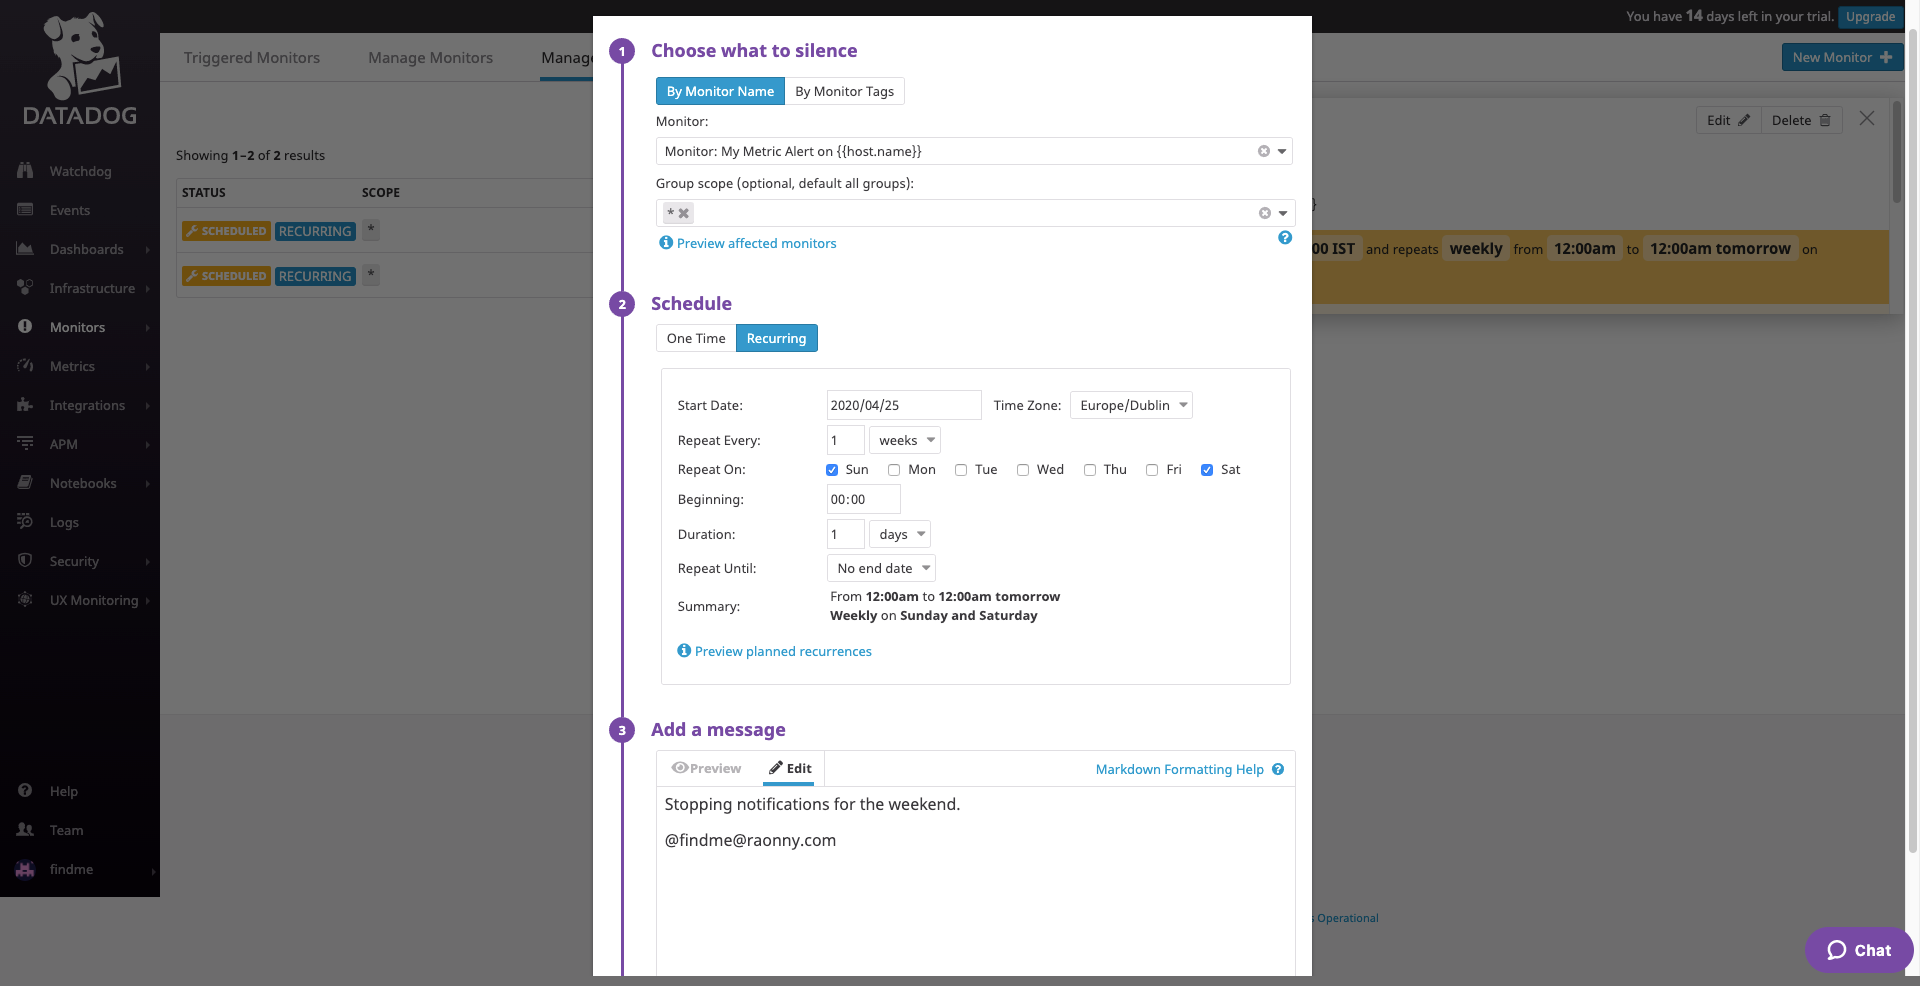 DATADOG
Watchdog
Events
Dashboards
Infrastructure
Monitors
Metrics
Integrations
APM
Notebooks
Logs
Security
UX Monitoring
Help
Team
findme
You have 14 days left in your trial. Upgrade
Triggered Monitors Manage Monitors Manage
New Monitor
Showing 1–2 of 2 results
STATUS SCOPE
SCHEDULED RECURRING *
SCHEDULED RECURRING *
Edit Delete
}
00 IST and repeats weekly from 12:00am to 12:00am tomorrow on
1 Choose what to silence
By Monitor Name By Monitor Tags
Monitor:
Monitor: My Metric Alert on {{host.name}}
Group scope (optional, default all groups):
*
Preview affected monitors
2 Schedule
One Time Recurring
Start Date: 2020/04/25 Time Zone: Europe/Dublin
Repeat Every: 1 weeks
Repeat On: Sun Mon Tue Wed Thu Fri Sat
Beginning: 00:00
Duration: 1 days
Repeat Until: No end date
Summary: From 12:00am to 12:00am tomorrow
Weekly on Sunday and Saturday
Preview planned recurrences
3 Add a message
Preview Edit Markdown Formatting Help
Stopping notifications for the weekend.
@findme@raonny.com
s Operational
Chat